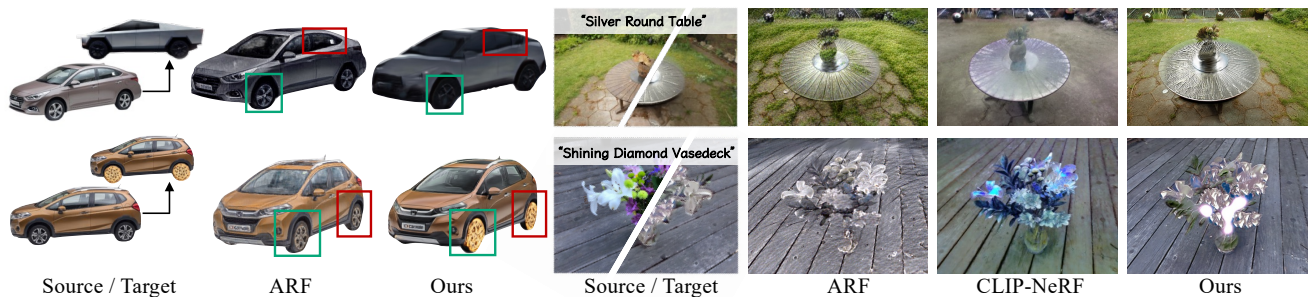 "Silver Round Table"
"Shining Diamond Vasedeck"
Source / Target
ARF
Ours
Source / Target
ARF
CLIP-NeRF
Ours